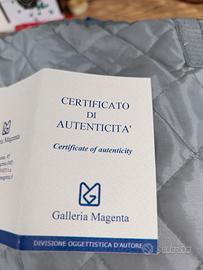 CERTIFICATO
DI
AUTENTICITA'
Certificate of autenticity
Galleria Magenta
DIVISIONE OGGETTISTICA D'AUTORE